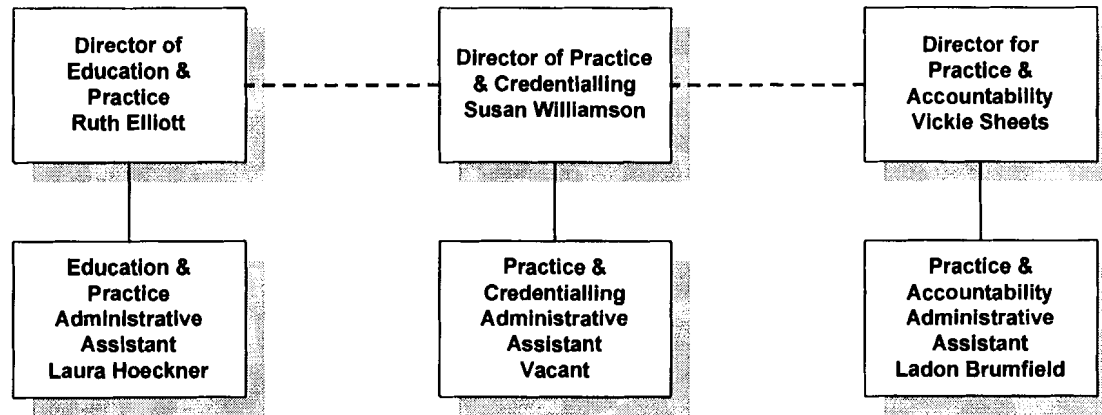 Director of
Education &
Practice
Ruth Elliott
Director of Practice
& Credentialling
Susan Williamson
Director for
Practice &
Accountability
Vickie Sheets
Education &
Practice
Administrative
Assistant
Laura Hoeckner
Practice &
Credentialling
Administrative
Assistant
Vacant
Practice &
Accountability
Administrative
Assistant
Ladon Brumfield